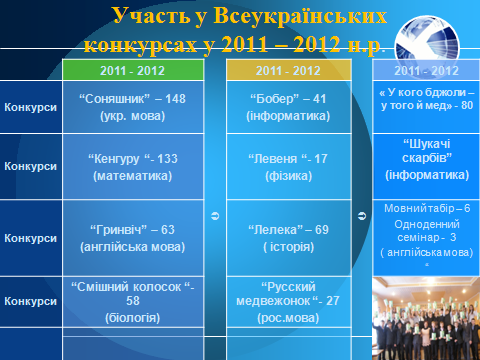 Участь у Всеукраїнських
конкурсах у 2011 – 2012 н.р.
2011 - 2012
2011 - 2012
2011 - 2012
Конкурси
“Соняшник” – 148
(укр. мова)
“Бобер” – 41
(інформатика)
« У кого бджоли –
у того й мед» - 80
Конкурси
“Кенгуру “- 133
(математика)
“Левеня “- 17
(фізика)
“Шукачі
скарбів”
(інформатика)
Конкурси
“Гринвіч” – 63
(англійська мова)
“Лелека” – 69
( історія)
Мовний табір – 6
Одноденний
семінар - 3
( англійська мова)
“
Конкурси
“Смішний колосок “-
58
(біологія)
“Русский
медвежонок “- 27
(рос.мова)